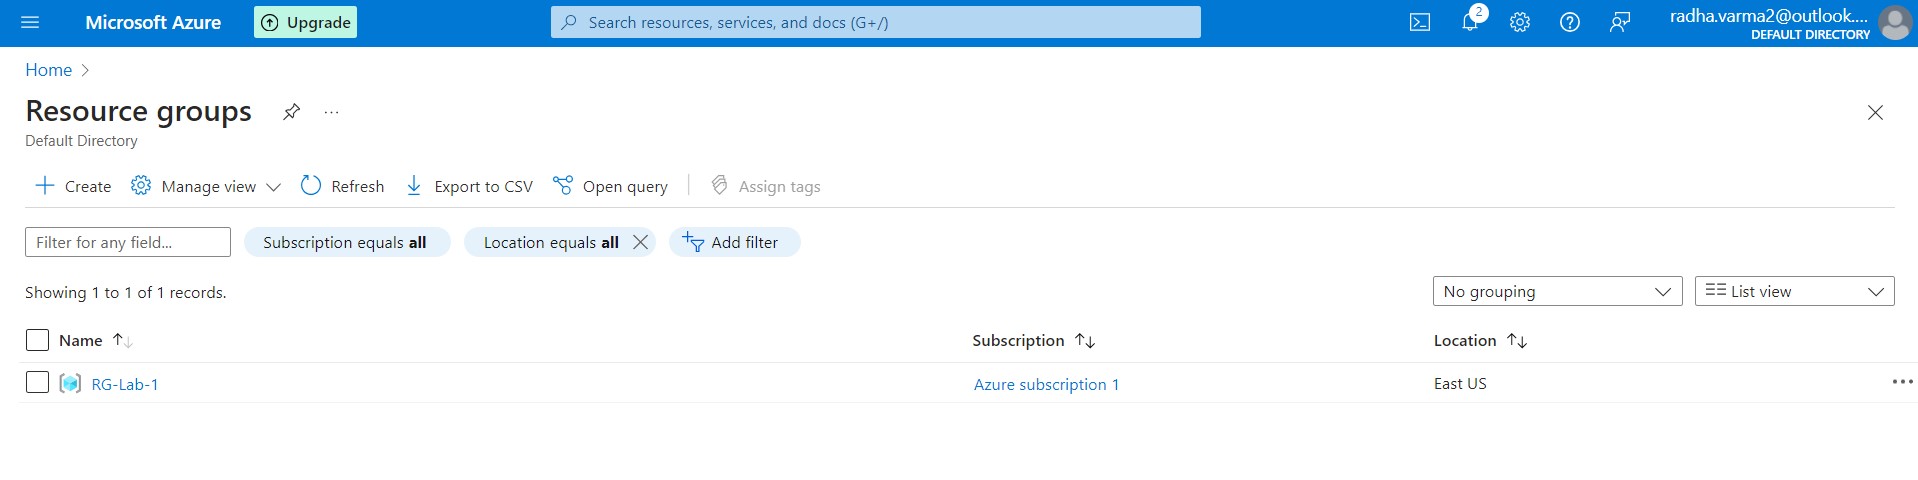 Microsoft Azure Upgrade Search resources, services, and docs (G+/) 2 radha.varma2@outlook....
DEFAULT DIRECTORY
Home >
Resource groups ...
Default Directory
Create Manage view Refresh Export to CSV Open query Assign tags
Filter for any field... Subscription equals all Location equals all Add filter
Showing 1 to 1 of 1 records. No grouping List view
Name Subscription Location
RG-Lab-1 Azure subscription 1 East US